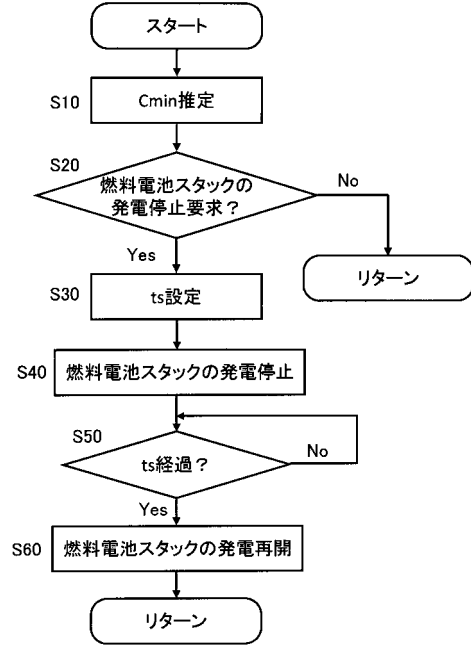 スタート
S10
Cmin推定
S20
燃料電池スタックの
発電停止要求？
No
Yes
リターン
S30
ts設定
S40
燃料電池スタックの発電停止
S50
ts経過？
No
Yes
S60
燃料電池スタックの発電再開
リターン